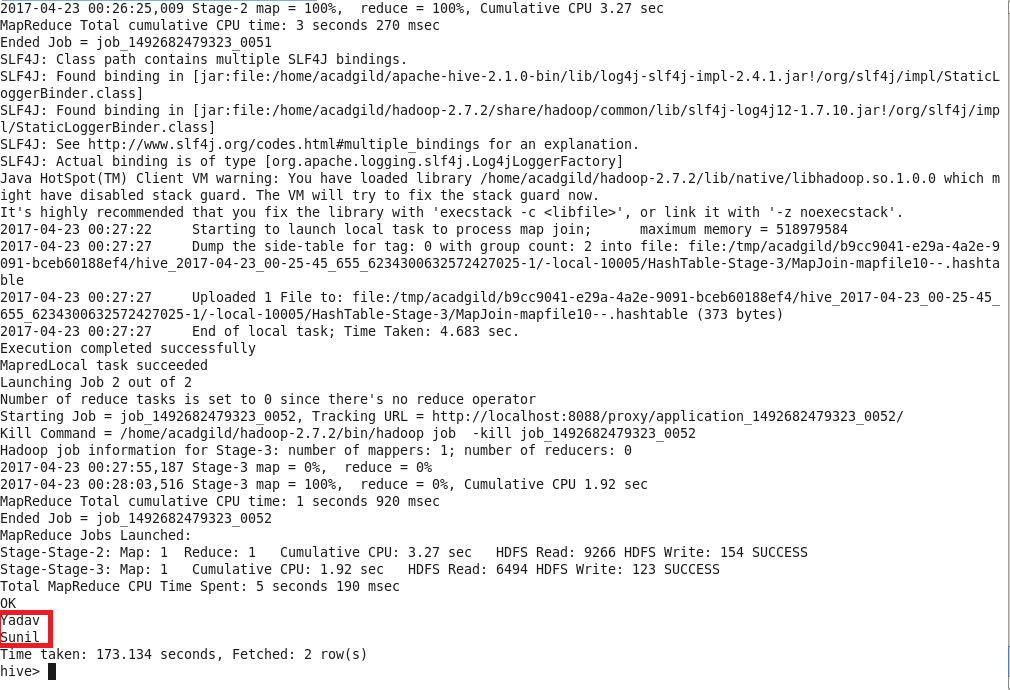 2017-04-23 00:26:25,009 Stage-2 map = 100%,  reduce = 100%, Cumulative CPU 3.27 sec
MapReduce Total cumulative CPU time: 3 seconds 270 msec
Ended Job = job_1492682479323_0051
SLF4J: Class path contains multiple SLF4J bindings.
SLF4J: Found binding in [jar:file:/home/acadgild/apache-hive-2.1.0-bin/lib/log4j-slf4j-impl-2.4.1.jar!/org/slf4j/impl/StaticL
oggerBinder.class]
SLF4J: Found binding in [jar:file:/home/acadgild/hadoop-2.7.2/share/hadoop/common/lib/slf4j-log4j12-1.7.10.jar!/org/slf4j/imp
l/StaticLoggerBinder.class]
SLF4J: See http://www.slf4j.org/codes.html#multiple_bindings for an explanation.
SLF4J: Actual binding is of type [org.apache.logging.slf4j.Log4jLoggerFactory]
Java HotSpot(TM) Client VM warning: You have loaded library /home/acadgild/hadoop-2.7.2/lib/native/libhadoop.so.1.0.0 which m
ight have disabled stack guard. The VM will try to fix the stack guard now.
It's highly recommended that you fix the library with 'execstack -c <libfile>', or link it with '-z noexecstack'.
2017-04-23 00:27:22     Starting to launch local task to process map join;      maximum memory = 518979584
2017-04-23 00:27:27     Dump the side-table for tag: 0 with group count: 2 into file: file:/tmp/acadgild/b9cc9041-e29a-4a2e-9
091-bceb60188ef4/hive_2017-04-23_00-25-45_655_6234300632572427025-1/-local-10005/HashTable-Stage-3/MapJoin-mapfile10--.hashta
ble
2017-04-23 00:27:27     Uploaded 1 File to: file:/tmp/acadgild/b9cc9041-e29a-4a2e-9091-bceb60188ef4/hive_2017-04-23_00-25-45_
655_6234300632572427025-1/-local-10005/HashTable-Stage-3/MapJoin-mapfile10--.hashtable (373 bytes)
2017-04-23 00:27:27     End of local task; Time Taken: 4.683 sec.
Execution completed successfully
MapredLocal task succeeded
Launching Job 2 out of 2
Number of reduce tasks is set to 0 since there's no reduce operator
Starting Job = job_1492682479323_0052, Tracking URL = http://localhost:8088/proxy/application_1492682479323_0052/
Kill Command = /home/acadgild/hadoop-2.7.2/bin/hadoop job  -kill job_1492682479323_0052
Hadoop job information for Stage-3: number of mappers: 1; number of reducers: 0
2017-04-23 00:27:55,187 Stage-3 map = 0%,  reduce = 0%
2017-04-23 00:28:03,516 Stage-3 map = 100%,  reduce = 0%, Cumulative CPU 1.92 sec
MapReduce Total cumulative CPU time: 1 seconds 920 msec
Ended Job = job_1492682479323_0052
MapReduce Jobs Launched:
Stage-Stage-2: Map: 1  Reduce: 1   Cumulative CPU: 3.27 sec   HDFS Read: 9266 HDFS Write: 154 SUCCESS
Stage-Stage-3: Map: 1   Cumulative CPU: 1.92 sec   HDFS Read: 6494 HDFS Write: 123 SUCCESS
Total MapReduce CPU Time Spent: 5 seconds 190 msec
OK
Yadav
Sunil
Time taken: 173.134 seconds, Fetched: 2 row(s)
hive>